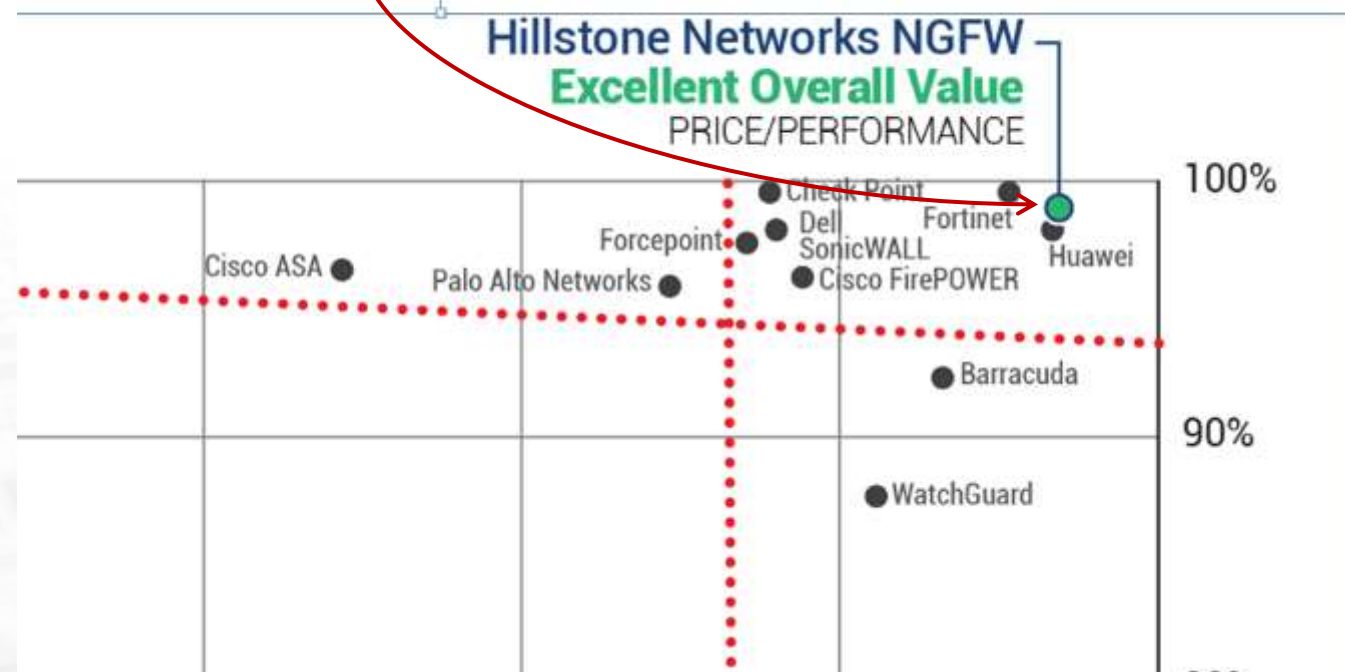 Hillstone Networks NGFW
Excellent Overall Value
PRICE/PERFORMANCE
100%
Check Point
Fortinet
Dell
SonicWALL
Forcepoint
Huawei
Cisco ASA
Palo Alto Networks
Cisco FirePOWER
Barracuda
90%
WatchGuard